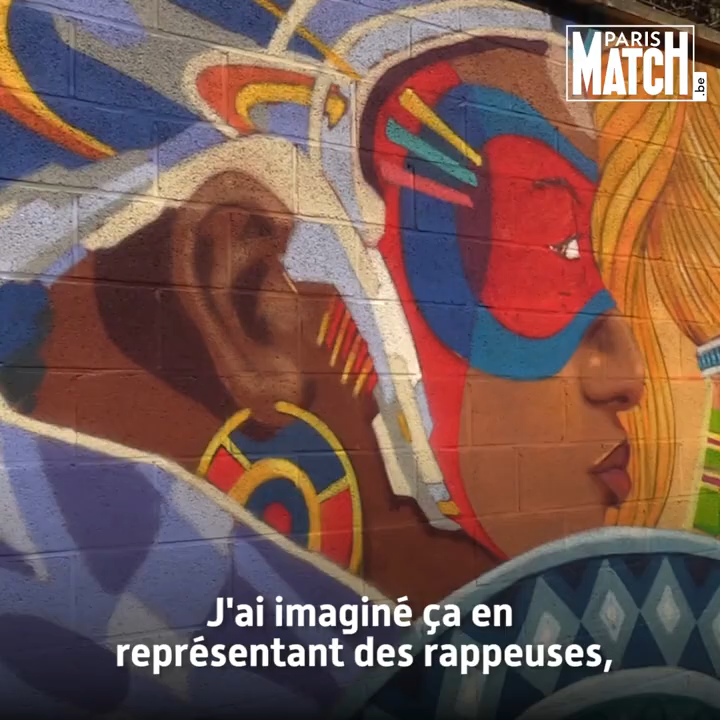 PARIS
MATCH
.be
J'ai imaginé ça en
représentant des rappeuses,